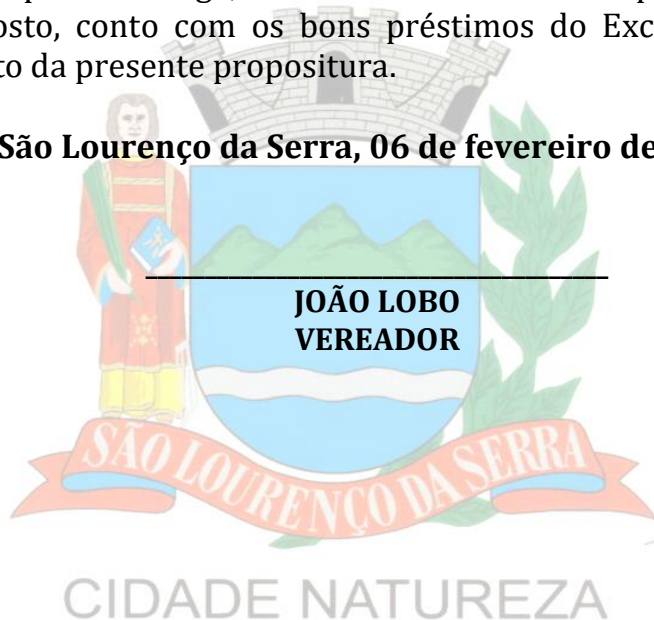 osto, conto com os bons préstimos do Exc
to da presente propositura.
São Lourenço da Serra, 06 de fevereiro de
JOÃO LOBO
VEREADOR
SÃO LOURENÇO DA SERRA
CIDADE NATUREZA